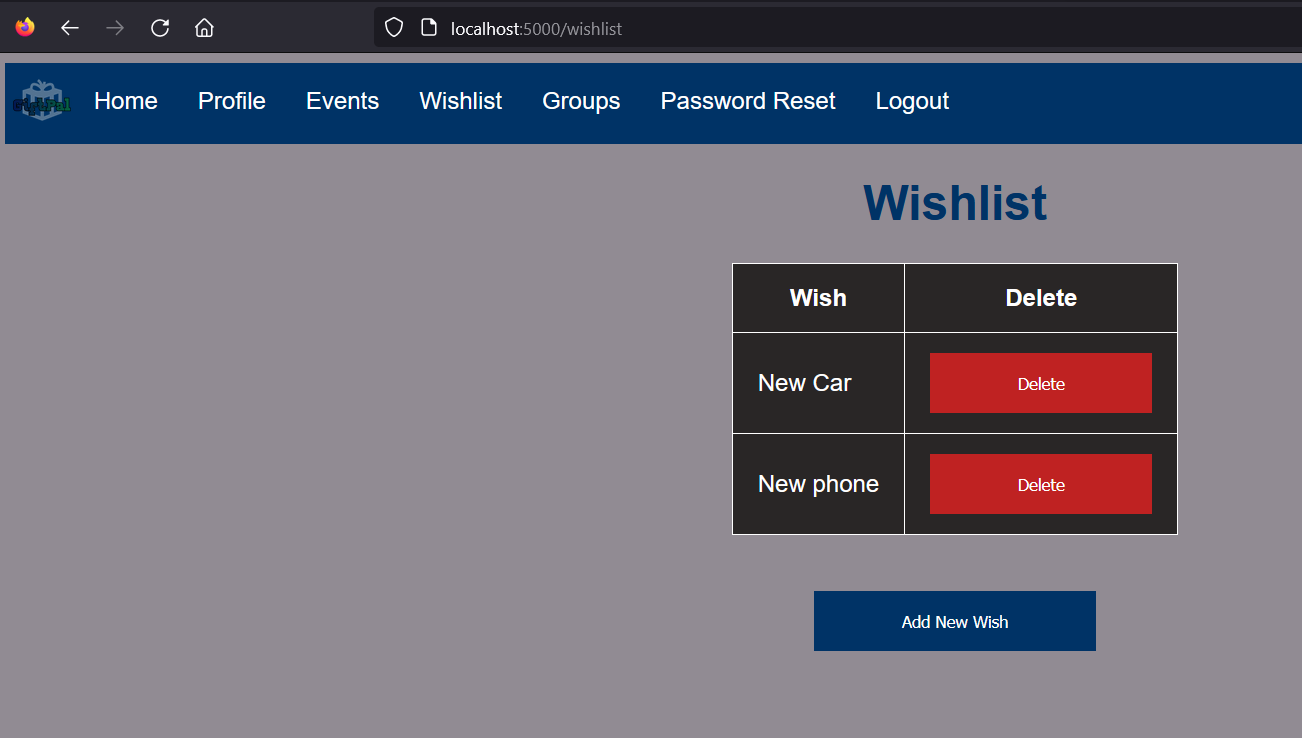 localhost:5000/wishlist
GiftPal Home Profile Events Wishlist Groups Password Reset Logout
Wishlist
Wish Delete
New Car Delete
New phone Delete
Add New Wish